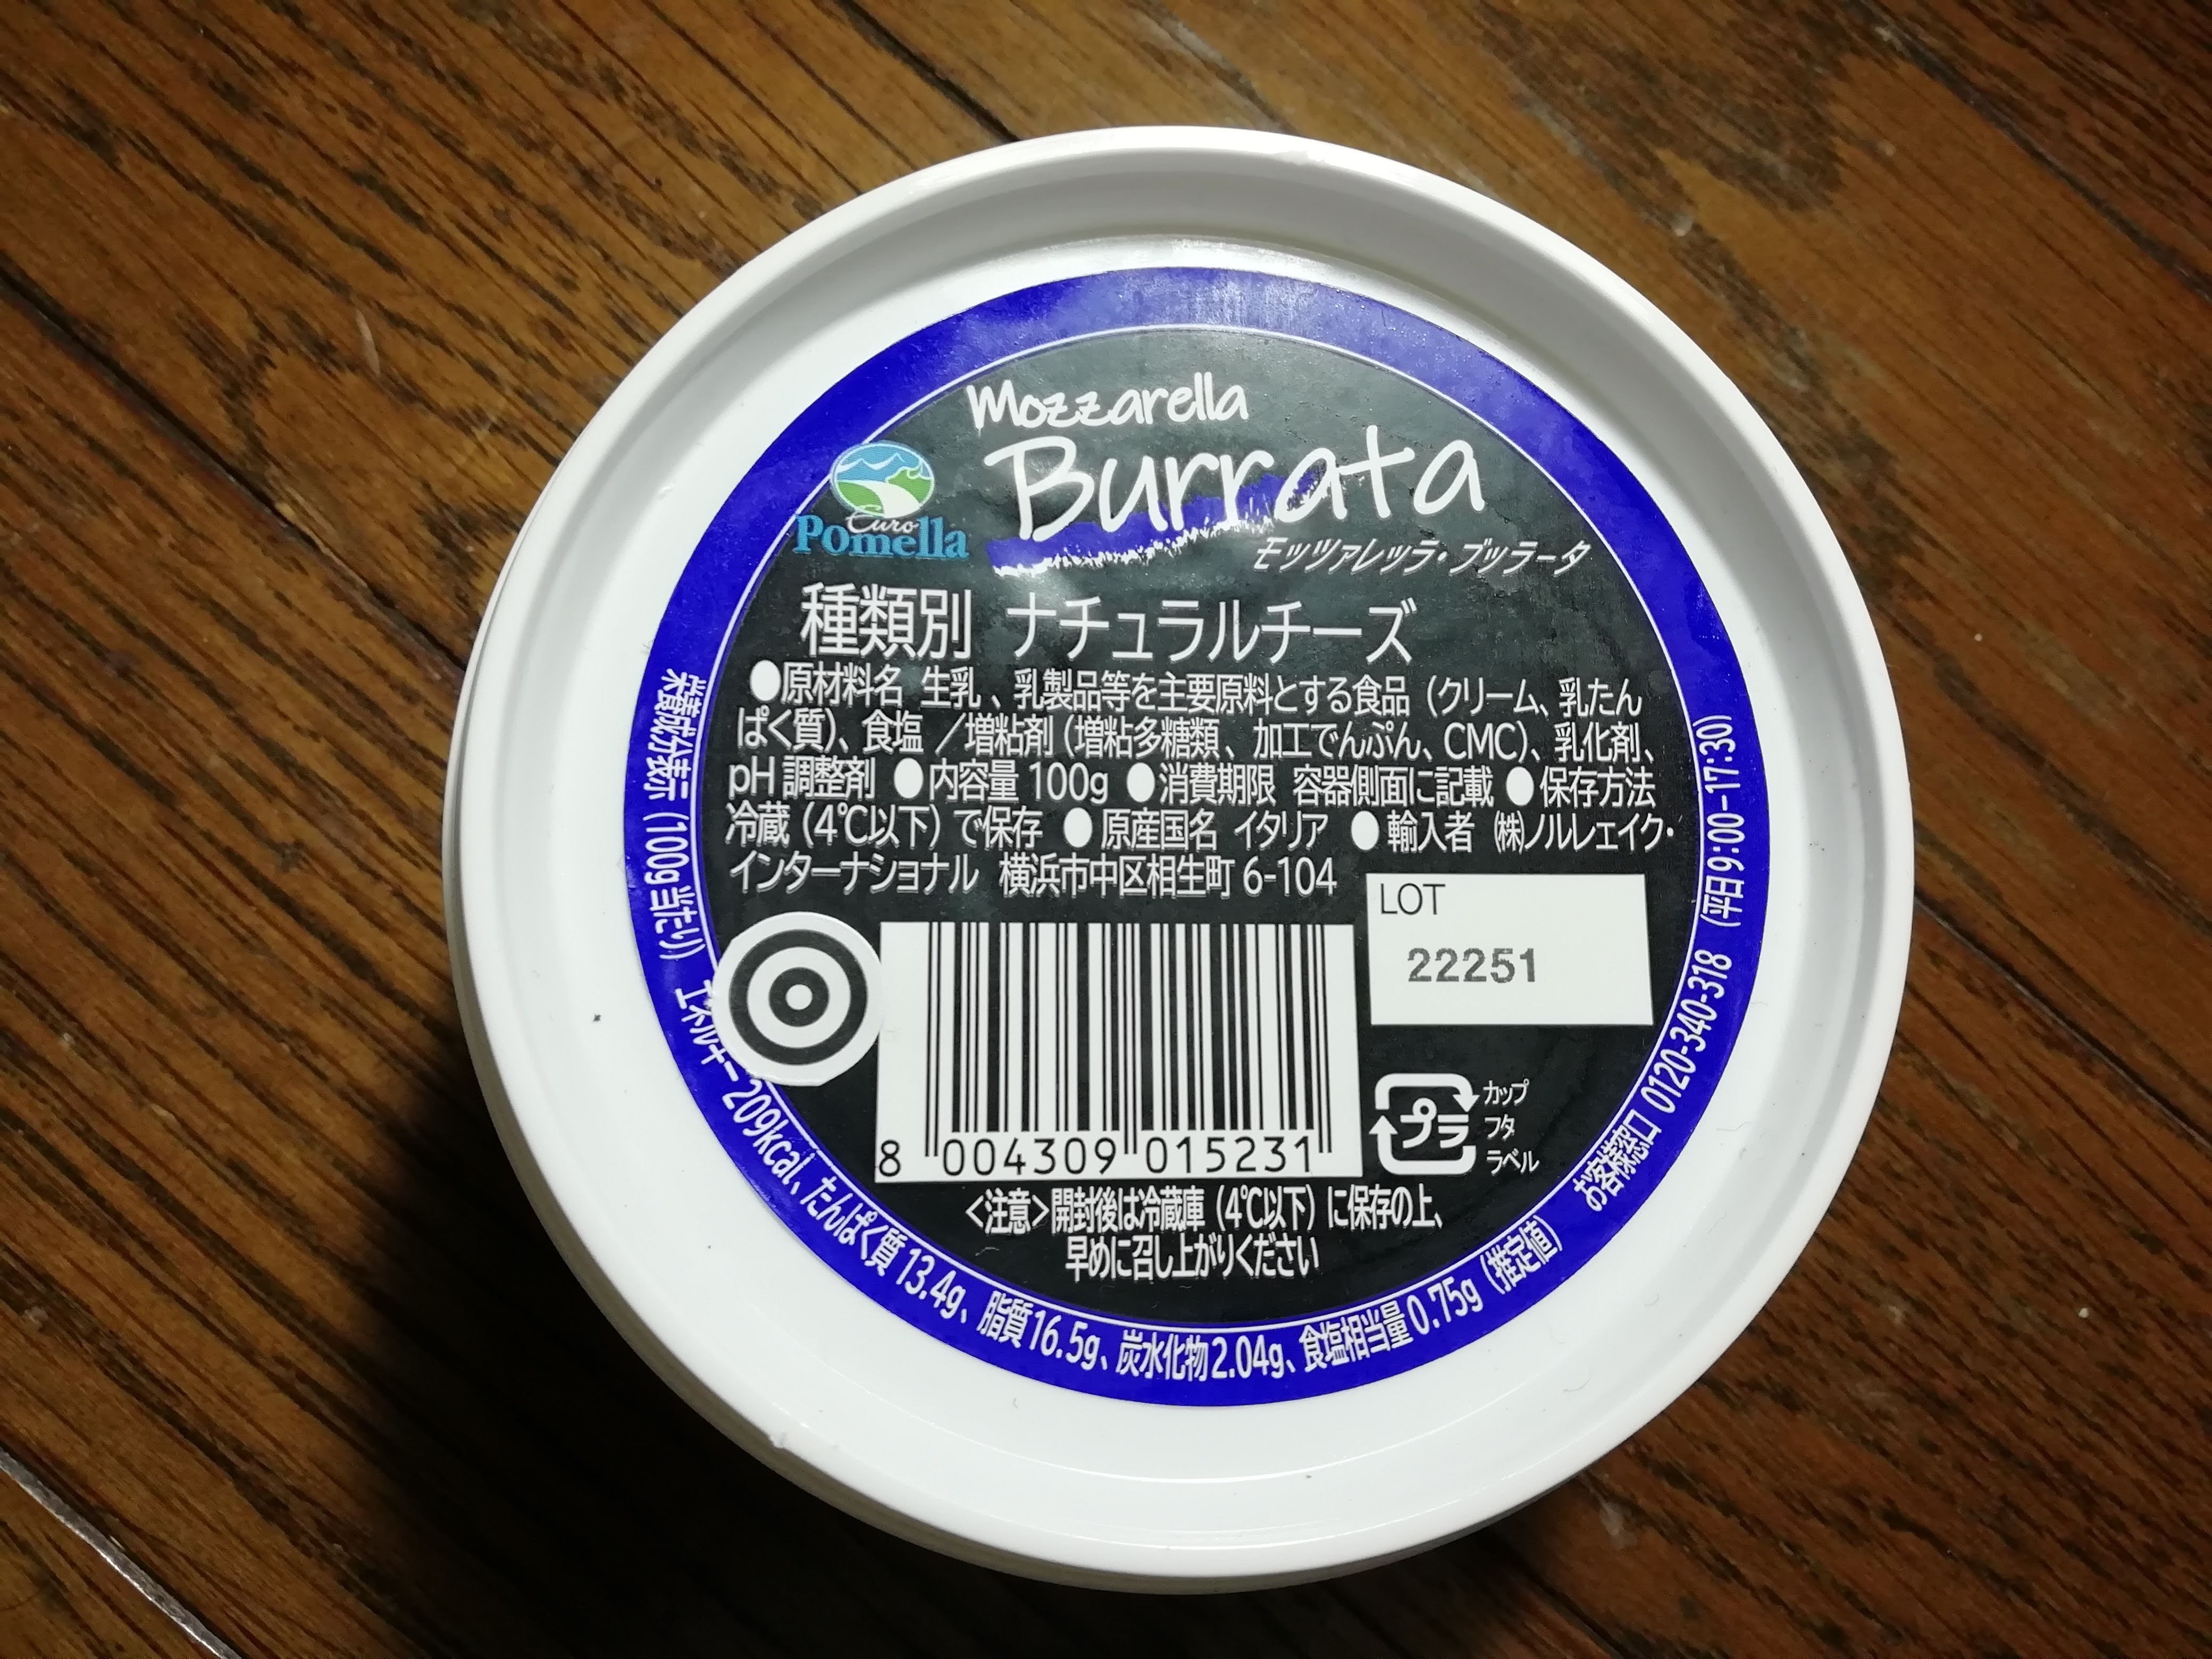 Mozzarella
Burrata
Euro
Pomella
モッツァレッラ・ブッラータ
種類別 ナチュラルチーズ
●原材料名 生乳、乳製品等を主要原料とする食品（クリーム、乳たん
ぱく質）、食塩／増粘剤（増粘多糖類、加工でんぷん、CMC）、乳化剤、
pH調整剤 ●内容量 100g ●消費期限 容器側面に記載 ●保存方法
冷蔵（4℃以下）で保存 ●原産国名 イタリア ●輸入者 ㈱ノルレェイク・
インターナショナル 横浜市中区相生町 6-104
LOT
22251
8 004309 015231
プラ
カップ
フタ
ラベル
<注意>開封後は冷蔵庫（4℃以下）に保存の上、
早めに召し上がりください
栄養成分表示（100g当たり） エネルギー209kcal、たんぱく質13.4g、脂質16.5g、炭水化物2.04g、食塩相当量0.75g（推定値）
お客様窓口 0120-340-318（平日9:00-17:30）